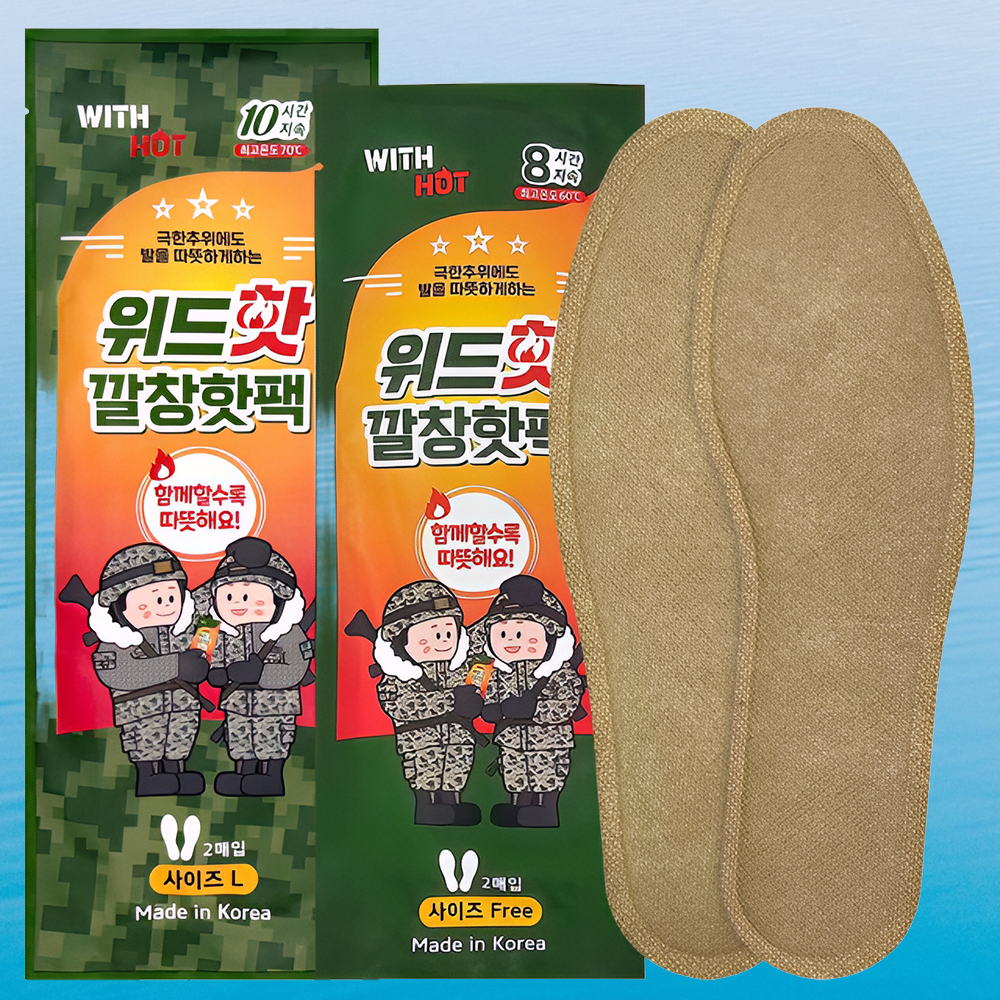 WITH
HOT
10시간
지속
최고온도 70℃
극한추위에도
발을 따뜻하게하는
위드핫
깔창핫팩
함께할수록
따뜻해요!
2매입
사이즈 L
Made in Korea
WITH
HOT
8시간
지속
최고온도 60℃
극한추위에도
발을 따뜻하게하는
위드핫
깔창핫팩
함께할수록
따뜻해요!
2매입
사이즈 Free
Made in Korea